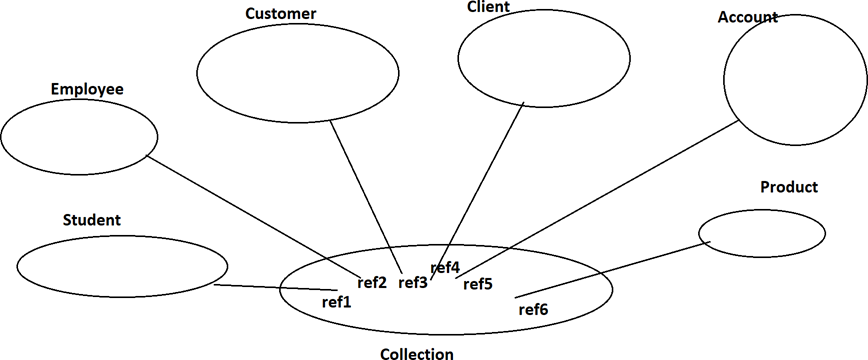 Customer
Client
Account
Employee
Product
Student
ref4
ref2
ref3
ref5
ref1
ref6
Collection